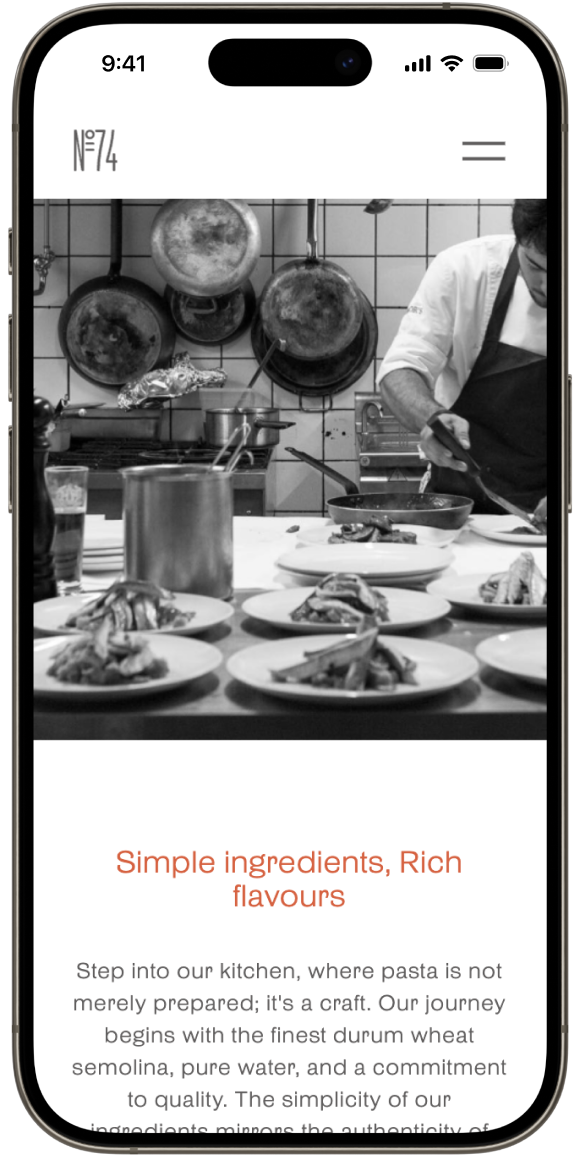 9:41
Nº74
Simple ingredients, Rich
flavours
Step into our kitchen, where pasta is not
merely prepared; it's a craft. Our journey
begins with the finest durum wheat
semolina, pure water, and a commitment
to quality. The simplicity of our
ingredients mirrors the authenticity of